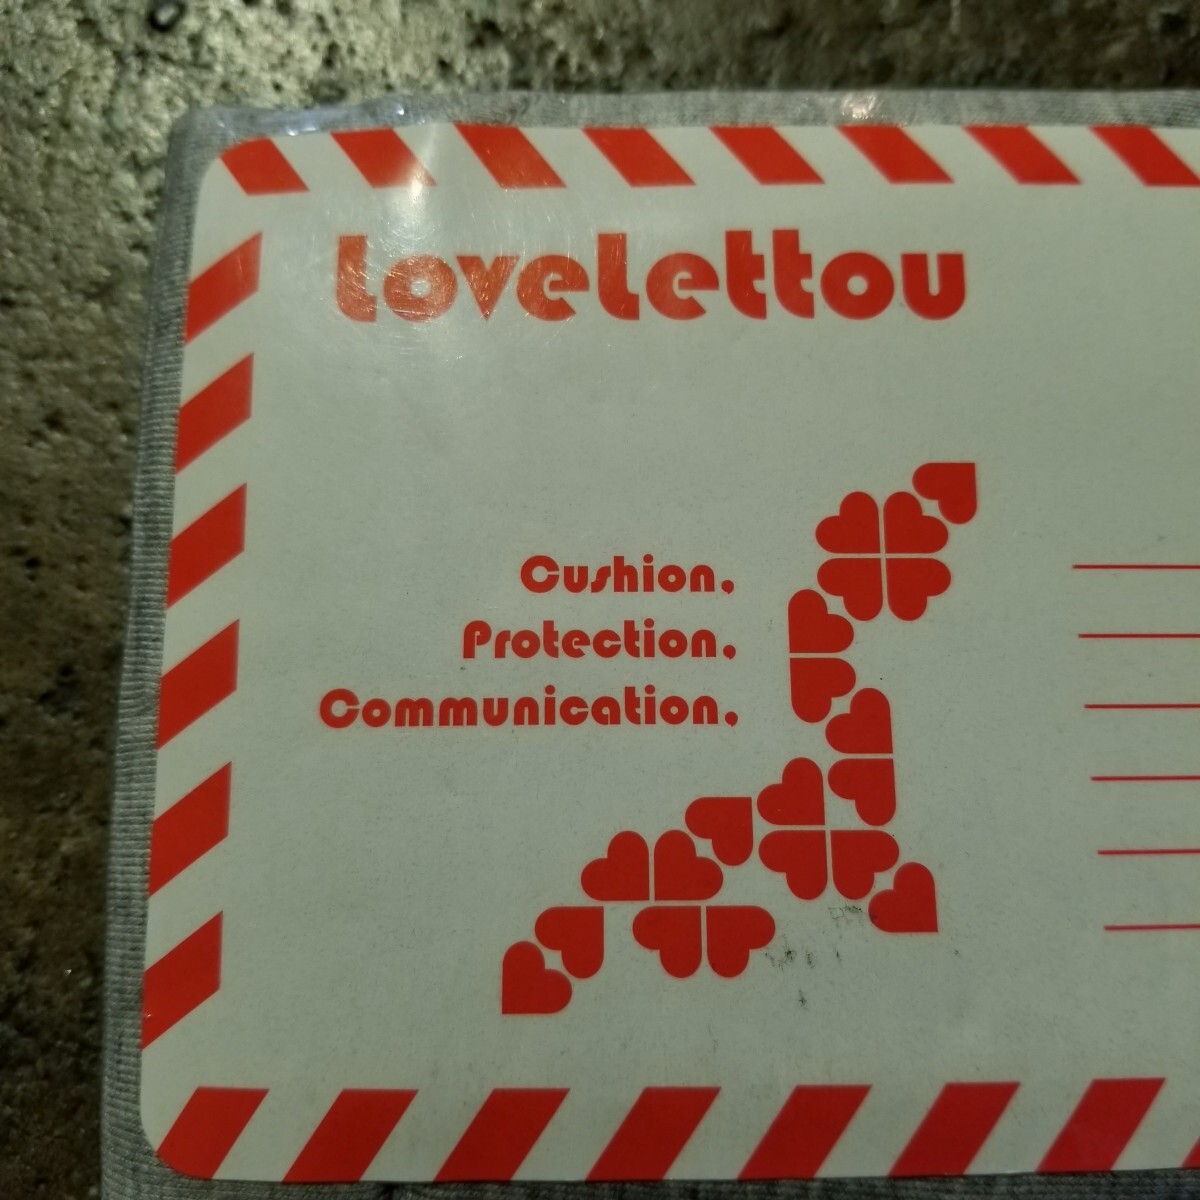 LoveLettou
Cushion,
Protection,
Communication,